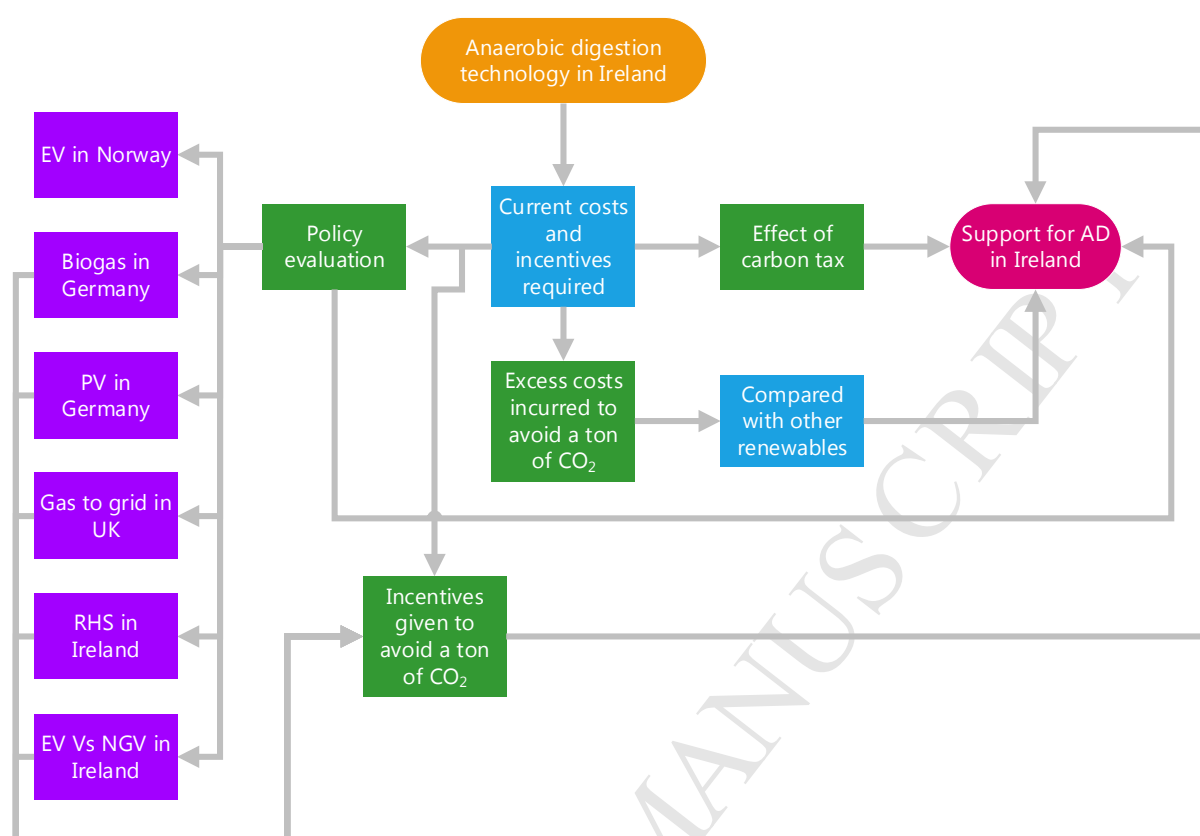 Anaerobic digestion
technology in Ireland
EV in Norway
Policy
evaluation
Current costs
and
incentives
required
Effect of
carbon tax
Support for AD
in Ireland
Biogas in
Germany
PV in
Germany
Excess costs
incurred to
avoid a ton
of CO₂
Compared
with other
renewables
Gas to grid in
UK
RHS in
Ireland
Incentives
given to
avoid a ton
of CO₂
EV Vs NGV in
Ireland
MANUSCRIPT